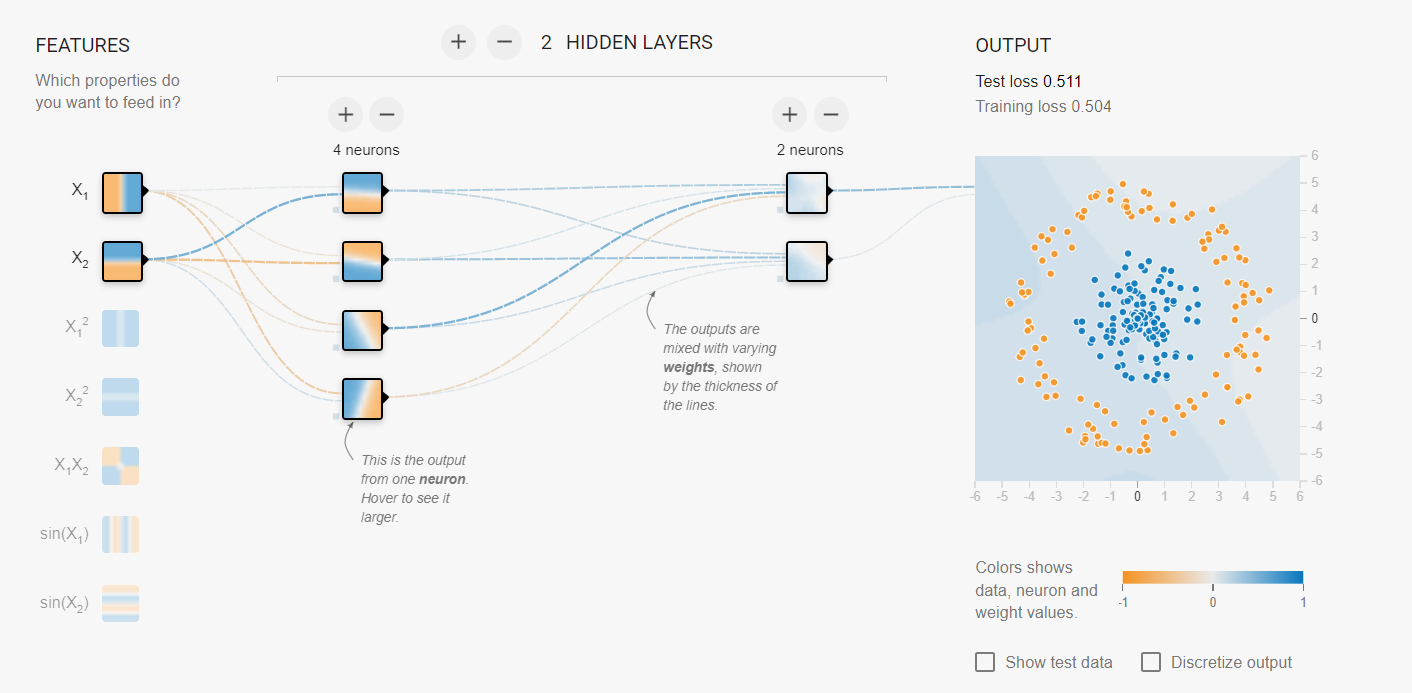 FEATURES
Which properties do
you want to feed in?
X1
X2
X1²
X2²
X1X2
sin(X1)
sin(X2)
+ − 2 HIDDEN LAYERS
+ −
4 neurons
+ −
2 neurons
This is the output
from one neuron.
Hover to see it
larger.
The outputs are
mixed with varying
weights, shown
by the thickness of
the lines.
OUTPUT
Test loss 0.511
Training loss 0.504
6
5
4
3
2
1
0
-1
-2
-3
-4
-5
-6
-6 -5 -4 -3 -2 -1 0 1 2 3 4 5 6
Colors shows
data, neuron and
weight values.
-1 0 1
Show test data Discretize output